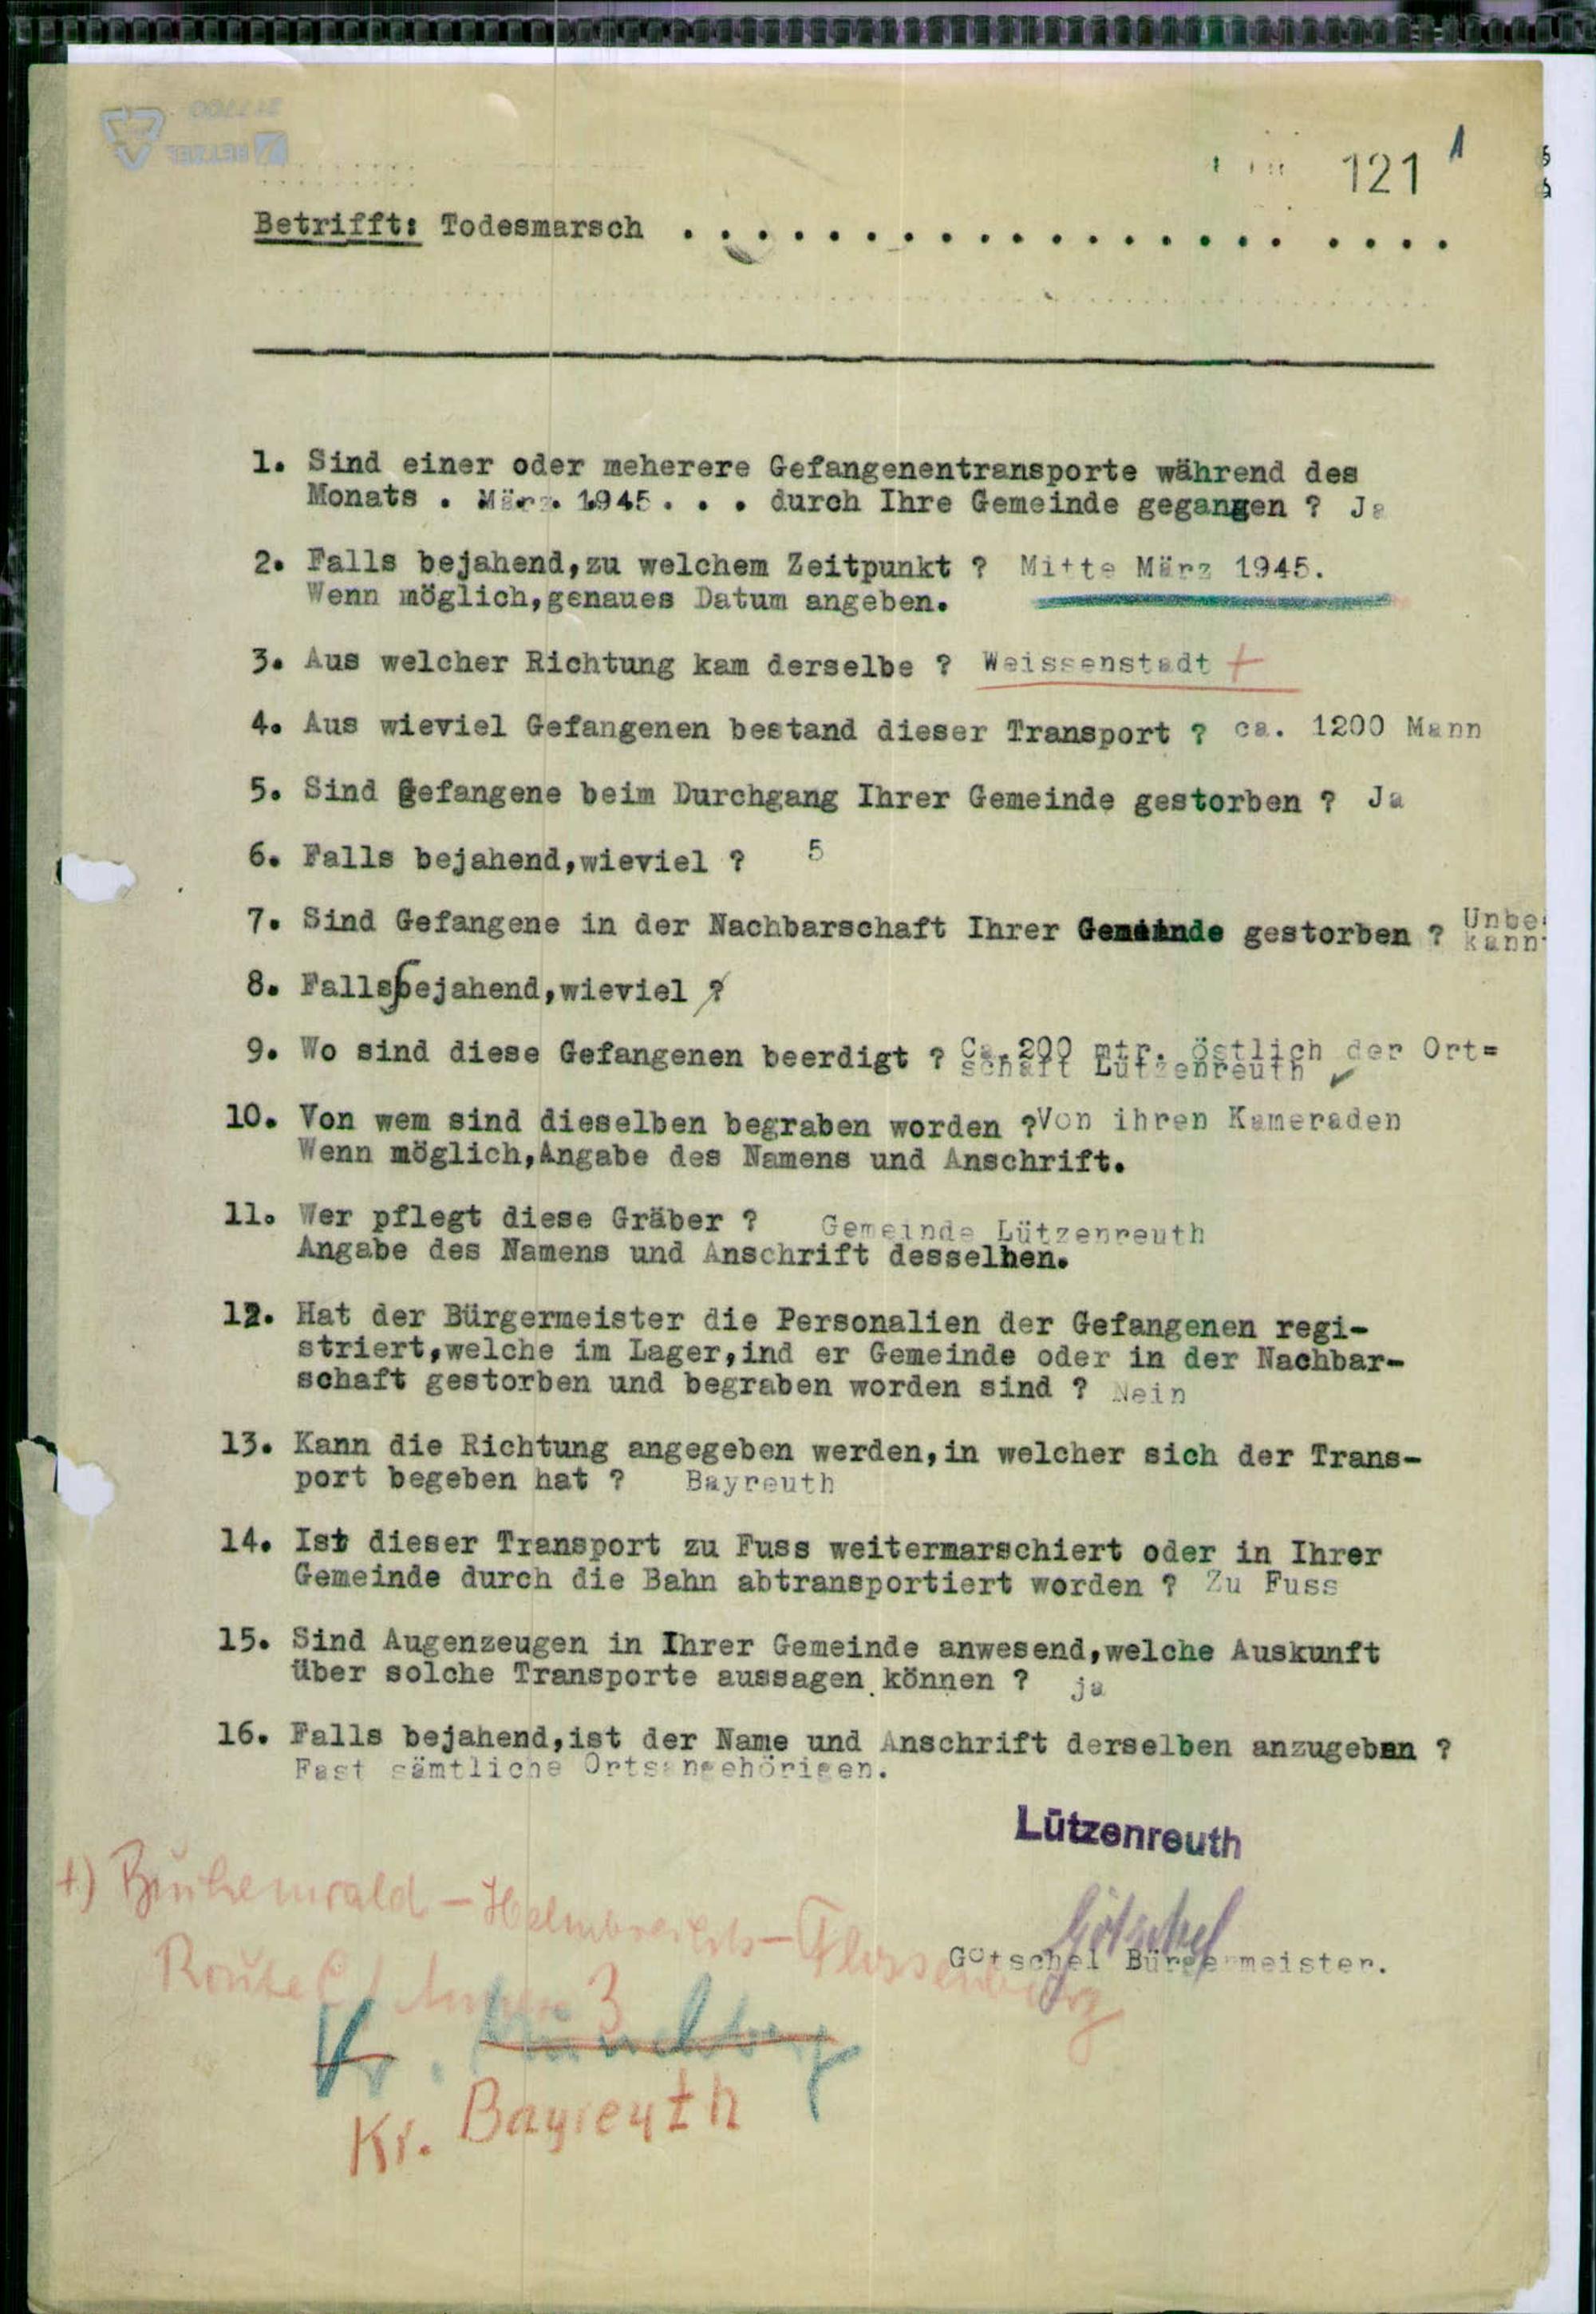 121 1
Betrifft: Todesmarsch . . . . . . . . . . . . . . . . . . . . .
1. Sind einer oder meherere Gefangenentransporte während des
Monats . März. 1945. . . durch Ihre Gemeinde gegangen ? Ja
2. Falls bejahend,zu welchem Zeitpunkt ? Mitte März 1945.
Wenn möglich,genaues Datum angeben.
3. Aus welcher Richtung kam derselbe ? Weissenstadt +
4. Aus wieviel Gefangenen bestand dieser Transport ? ca. 1200 Mann
5. Sind Gefangene beim Durchgang Ihrer Gemeinde gestorben ? Ja
6. Falls bejahend,wieviel ? 5
7. Sind Gefangene in der Nachbarschaft Ihrer Gemeinde gestorben ? Unbe=
kann
8. Falls bejahend,wieviel ?
9. Wo sind diese Gefangenen beerdigt ? Ca.200 mtr. östlich der Ort=
schaft Lützenreuth
10. Von wem sind dieselben begraben worden ?Von ihren Kameraden
Wenn möglich,Angabe des Namens und Anschrift.
11. Wer pflegt diese Gräber ? Gemeinde Lützenreuth
Angabe des Namens und Anschrift desselhen.
12. Hat der Bürgermeister die Personalien der Gefangenen regi-
striert,welche im Lager,ind er Gemeinde oder in der Nachbar-
schaft gestorben und begraben worden sind ? Nein
13. Kann die Richtung angegeben werden,in welcher sich der Trans-
port begeben hat ? Bayreuth
14. Ist dieser Transport zu Fuss weitermarschiert oder in Ihrer
Gemeinde durch die Bahn abtransportiert worden ? Zu Fuss
15. Sind Augenzeugen in Ihrer Gemeinde anwesend,welche Auskunft
über solche Transporte aussagen können ? ja
16. Falls bejahend,ist der Name und Anschrift derselben anzugeben ?
Fast sämtliche Ortsangehörigen.
Lützenreuth
+) Buchenwald - Helmbrechts - Flossenbürg
Götschel
Götschel Bürgermeister.
Route 3
Kr. Münchberg
Kr. Bayreuth